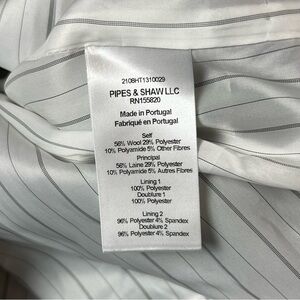 2108HT1310029
PIPES & SHAW LLC
RN155820
Made in Portugal
Fabriqué en Portugal
Self
56% Wool 29% Polyester
10% Polyamide 5% Other Fibres
Principal
56% Laine 29% Polyester
10% Polyamide 5% Autres Fibres
Lining 1
100% Polyester
Doublure 1
100% Polyester
Lining 2
96% Polyester 4% Spandex
Doublure 2
96% Polyester 4% Spandex